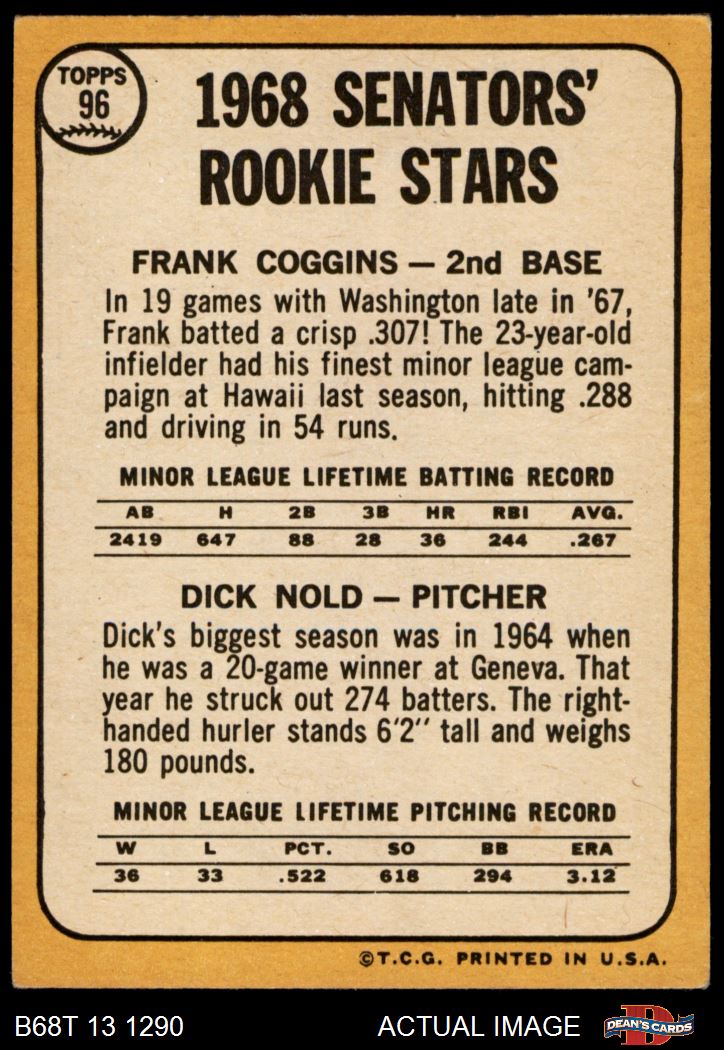 TOPPS
96
1968 SENATORS'
ROOKIE STARS
FRANK COGGINS — 2nd BASE
In 19 games with Washington late in '67,
Frank batted a crisp .307! The 23-year-old
infielder had his finest minor league cam-
paign at Hawaii last season, hitting .288
and driving in 54 runs.
MINOR LEAGUE LIFETIME BATTING RECORD
AB H 2B 3B HR RBI AVG.
2419 647 88 28 36 244 .267
DICK NOLD — PITCHER
Dick's biggest season was in 1964 when
he was a 20-game winner at Geneva. That
year he struck out 274 batters. The right-
handed hurler stands 6'2'' tall and weighs
180 pounds.
MINOR LEAGUE LIFETIME PITCHING RECORD
W L PCT. SO BB ERA
36 33 .522 618 294 3.12
©T.C.G. PRINTED IN U.S.A.
B68T 13 1290 ACTUAL IMAGE
D DEAN'S CARDS